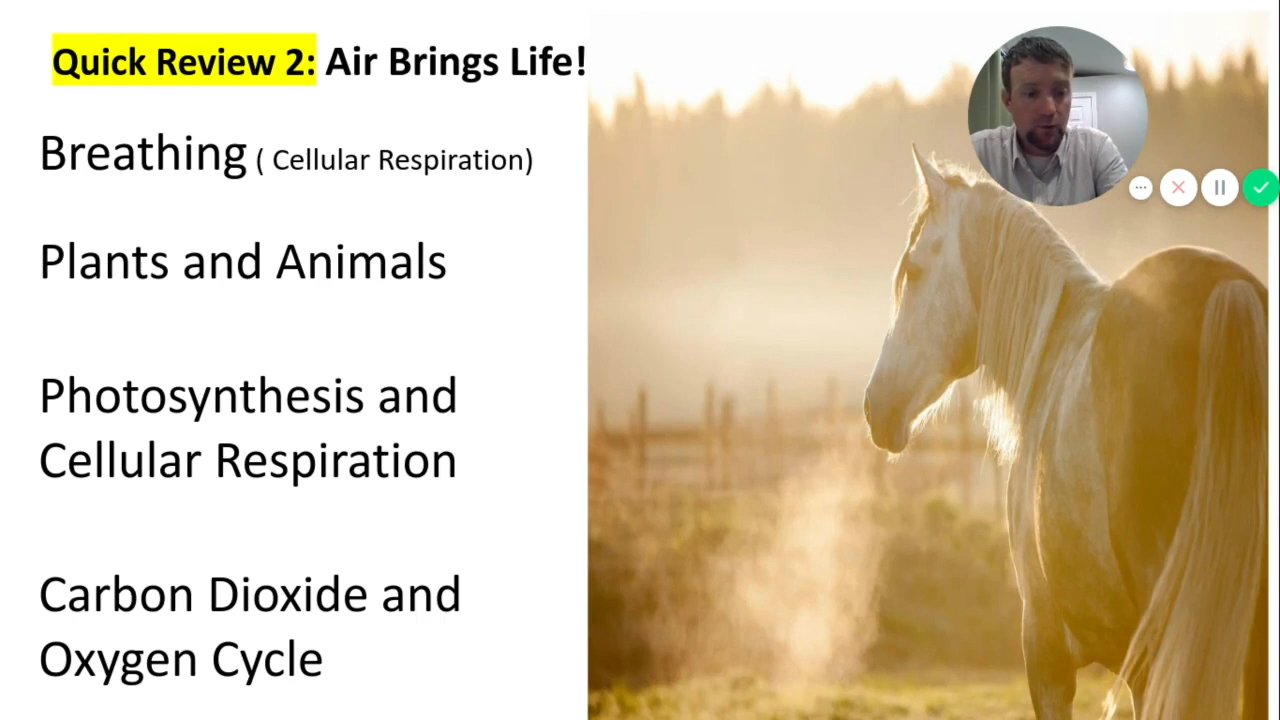 Quick Review 2: Air Brings Life!
Breathing ( Cellular Respiration)
Plants and Animals
Photosynthesis and
Cellular Respiration
Carbon Dioxide and
Oxygen Cycle